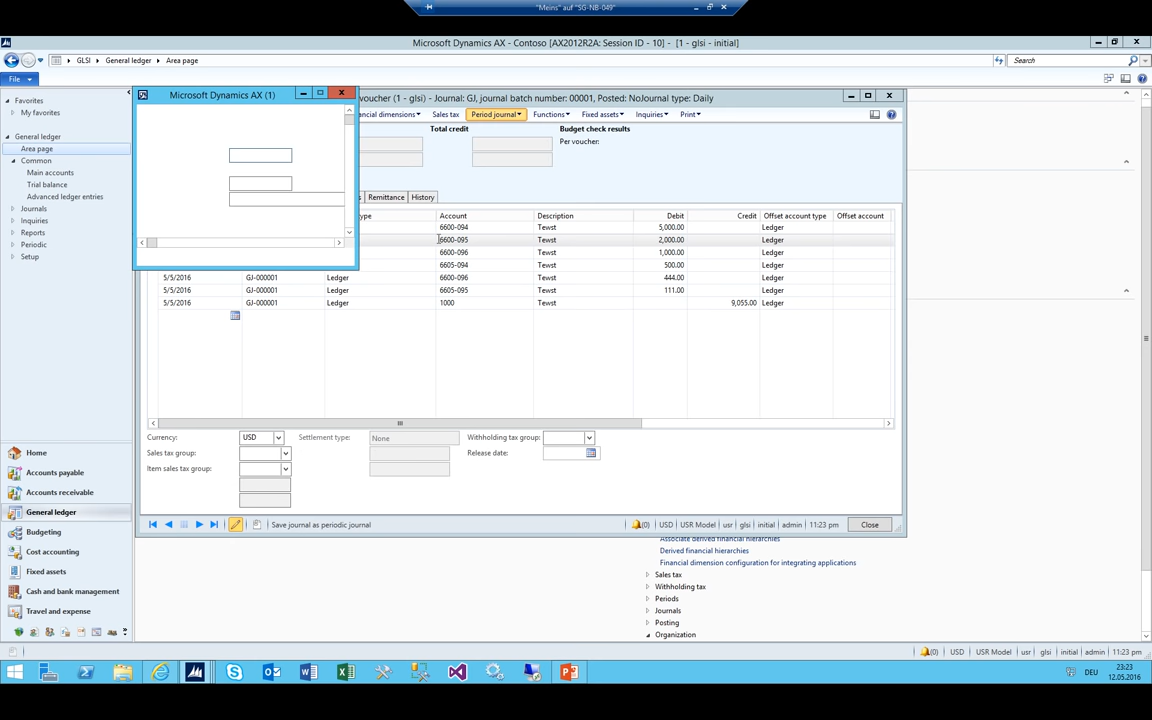 "Meins" auf "SG-NB-049"
Microsoft Dynamics AX - Contoso [AX2012R2A: Session ID - 10] - [1 - glsi - initial]
GLSI
General ledger
Area page
Search
File
Favorites
My favorites
General ledger
Area page
Common
Main accounts
Trial balance
Advanced ledger entries
Journals
Inquiries
Reports
Periodic
Setup
Microsoft Dynamics AX (1)
voucher (1 - glsi) - Journal: GJ, journal batch number: 00001, Posted: NoJournal type: Daily
ancial dimensions
Sales tax
Period journal
Functions
Fixed assets
Inquiries
Print
Total credit
Budget check results
Per voucher:
Remittance
History
type Account Description Debit Credit Offset account type Offset account
6600-094 Tewst 5,000.00 Ledger
6600-095 Tewst 2,000.00 Ledger
6600-096 Tewst 1,000.00 Ledger
6605-094 Tewst 500.00 Ledger
5/5/2016 GJ-000001 Ledger 6600-096 Tewst 444.00 Ledger
5/5/2016 GJ-000001 Ledger 6605-095 Tewst 111.00 Ledger
5/5/2016 GJ-000001 Ledger 1000 Tewst 9,055.00 Ledger
Currency: USD
Settlement type: None
Withholding tax group:
Sales tax group:
Release date:
Item sales tax group:
Save journal as periodic journal
(0) USD USR Model usr glsi initial admin 11:23 pm Close
Associate derived financial hierarchies
Derived financial hierarchies
Financial dimension configuration for integrating applications
Sales tax
Withholding tax
Periods
Journals
Posting
Organization
Home
Accounts payable
Accounts receivable
General ledger
Budgeting
Cost accounting
Fixed assets
Cash and bank management
Travel and expense
(0) USD USR Model usr glsi initial admin 11:23 pm
DEU
23:23
12.05.2016